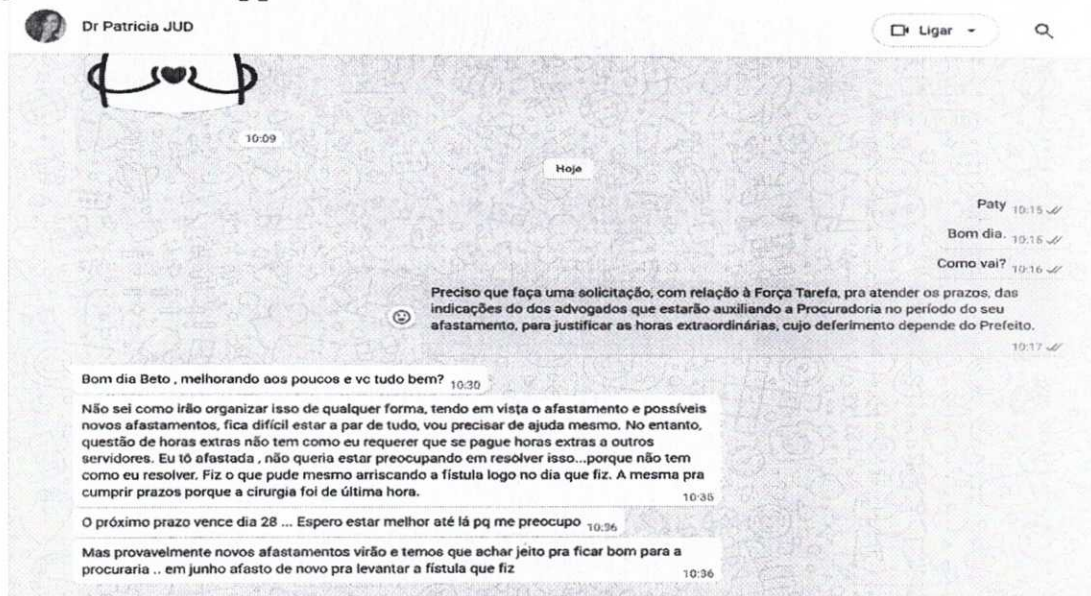 Dr Patricia JUD
Ligar
10:09
Hoje
Paty 10:15
Bom dia. 10:15
Como vai? 10:16
Preciso que faça uma solicitação, com relação à Força Tarefa, pra atender os prazos, das
indicações do dos advogados que estarão auxiliando a Procuradoria no período do seu
afastamento, para justificar as horas extraordinárias, cujo deferimento depende do Prefeito.
10:17
Bom dia Beto , melhorando aos poucos e vc tudo bem? 10:30
Não sei como irão organizar isso de qualquer forma, tendo em vista o afastamento e possíveis
novos afastamentos, fica difícil estar a par de tudo, vou precisar de ajuda mesmo. No entanto,
questão de horas extras não tem como eu requerer que se pague horas extras a outros
servidores. Eu tô afastada , não queria estar preocupando em resolver isso...porque não tem
como eu resolver. Fiz o que pude mesmo arriscando a fístula logo no dia que fiz. A mesma pra
cumprir prazos porque a cirurgia foi de última hora.
10:35
O próximo prazo vence dia 28 ... Espero estar melhor até lá pq me preocupo 10:36
Mas provavelmente novos afastamentos virão e temos que achar jeito pra ficar bom para a
procuraria .. em junho afasto de novo pra levantar a fístula que fiz
10:36